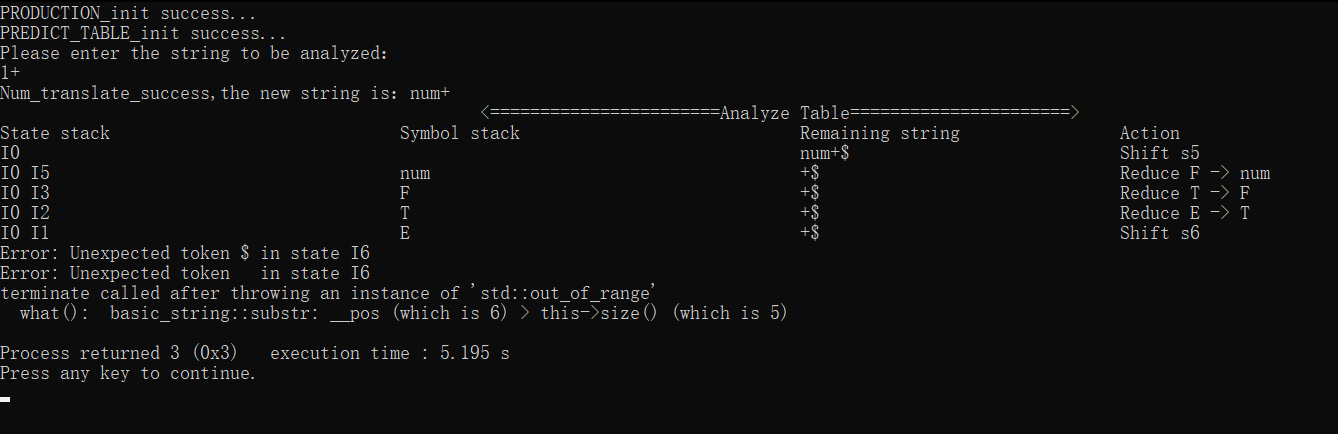 PRODUCTION_init success...
PREDICT_TABLE_init success...
Please enter the string to be analyzed:
1+
Num_translate_success,the new string is: num+
<=======================Analyze Table======================>
State stack Symbol stack Remaining string Action
I0 num+$ Shift s5
I0 I5 num +$ Reduce F -> num
I0 I3 F +$ Reduce T -> F
I0 I2 T +$ Reduce E -> T
I0 I1 E +$ Shift s6
Error: Unexpected token $ in state I6
Error: Unexpected token   in state I6
terminate called after throwing an instance of 'std::out_of_range'
  what():  basic_string::substr: __pos (which is 6) > this->size() (which is 5)
Process returned 3 (0x3)   execution time : 5.195 s
Press any key to continue.